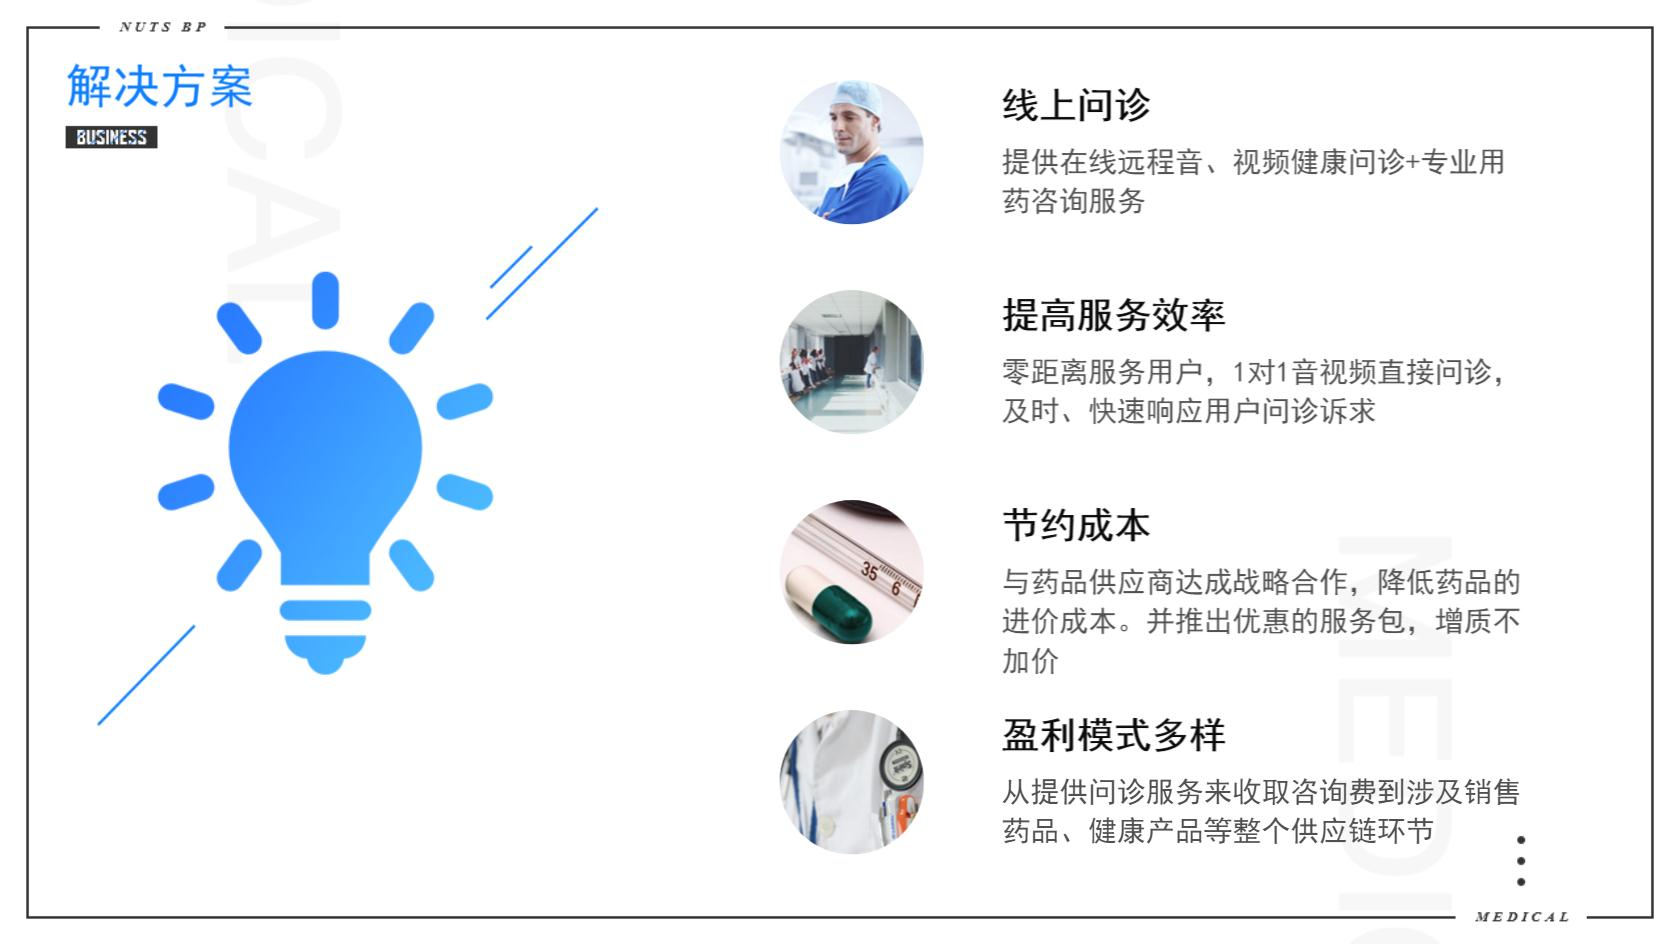 NUTS BP
解决方案
BUSINESS
线上问诊
提供在线远程音、视频健康问诊+专业用
药咨询服务
提高服务效率
零距离服务用户，1对1音视频直接问诊，
及时、快速响应用户问诊诉求
35
6
节约成本
与药品供应商达成战略合作，降低药品的
进价成本。并推出优惠的服务包，增质不
加价
盈利模式多样
从提供问诊服务来收取咨询费到涉及销售
药品、健康产品等整个供应链环节
MEDICAL